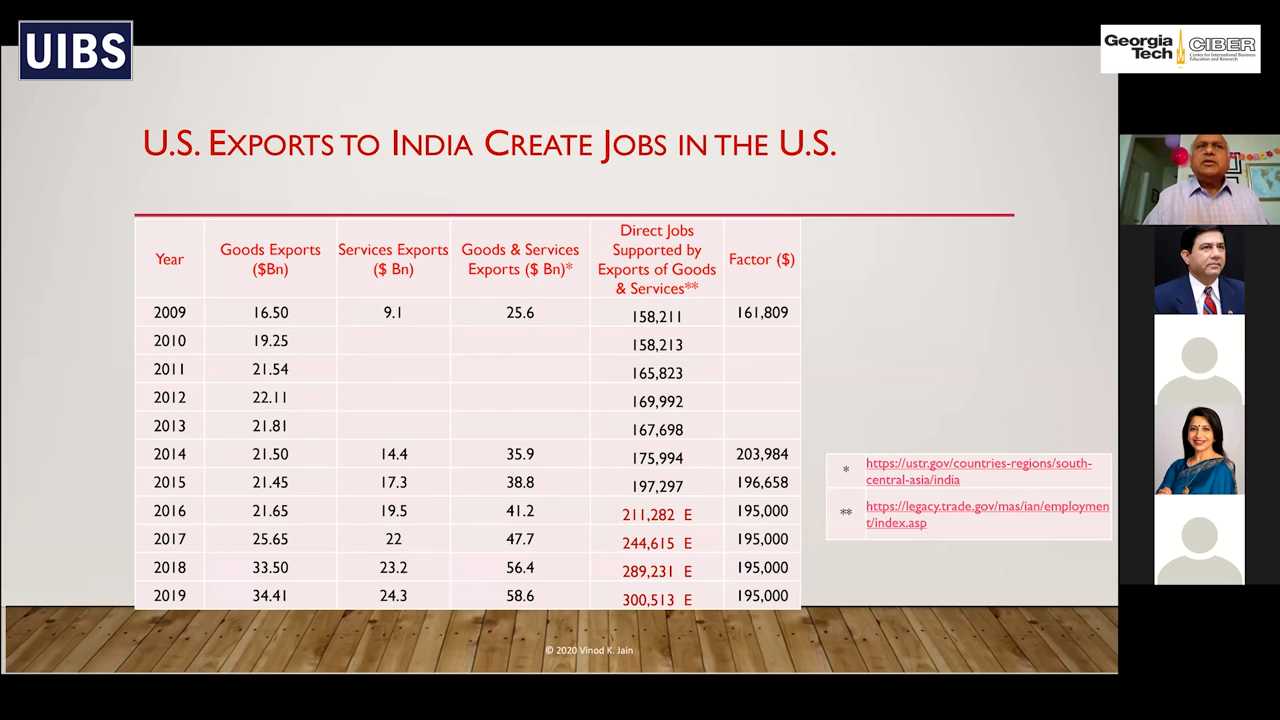 UIBS
Georgia
Tech
CIBER
Center for International Business
Education and Research
U.S. EXPORTS TO INDIA CREATE JOBS IN THE U.S.
Year
Goods Exports
($Bn)
Services Exports
($ Bn)
Goods & Services
Exports ($ Bn)*
Direct Jobs
Supported by
Exports of Goods
& Services**
Factor ($)
2009 16.50 9.1 25.6 158,211 161,809
2010 19.25 158,213
2011 21.54 165,823
2012 22.11 169,992
2013 21.81 167,698
2014 21.50 14.4 35.9 175,994 203,984
2015 21.45 17.3 38.8 197,297 196,658
2016 21.65 19.5 41.2 211,282 E 195,000
2017 25.65 22 47.7 244,615 E 195,000
2018 33.50 23.2 56.4 289,231 E 195,000
2019 34.41 24.3 58.6 300,513 E 195,000
* https://ustr.gov/countries-regions/south-
central-asia/india
** https://legacy.trade.gov/mas/ian/employmen
t/index.asp
© 2020 Vinod K. Jain